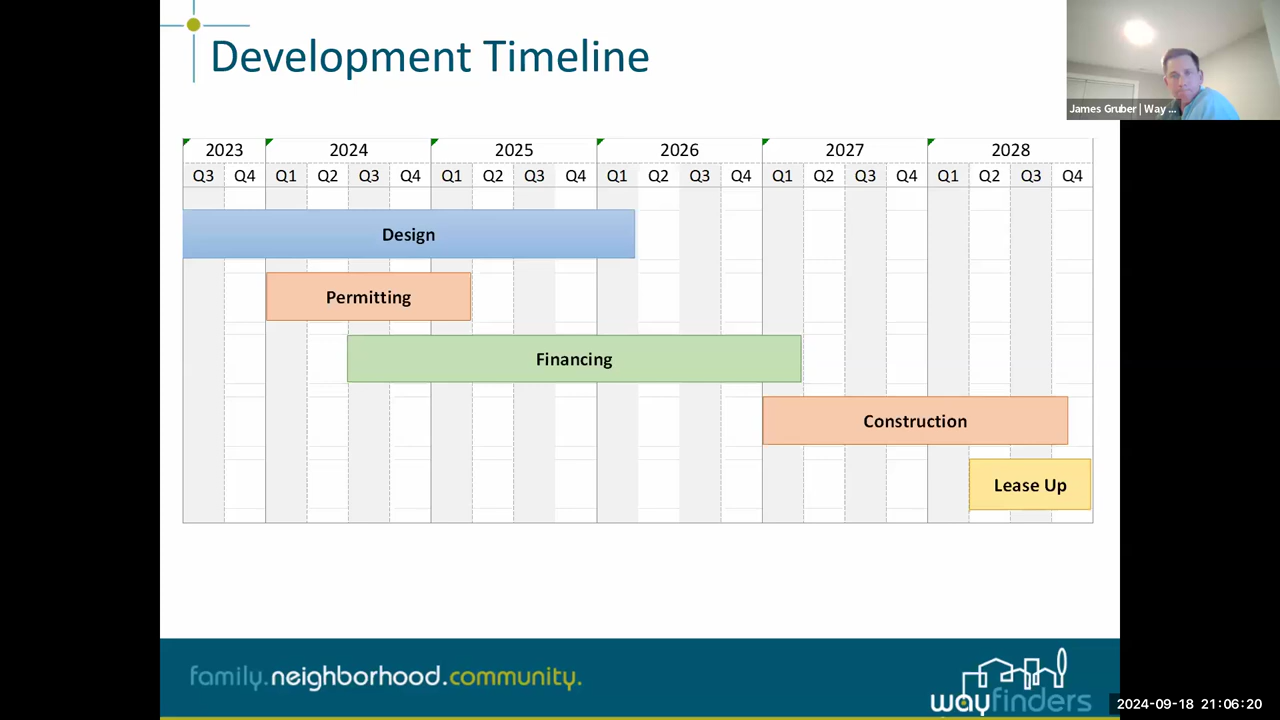 Development Timeline
James Gruber | Way ...
2023 2024 2025 2026 2027 2028
Q3 Q4 Q1 Q2 Q3 Q4 Q1 Q2 Q3 Q4 Q1 Q2 Q3 Q4 Q1 Q2 Q3 Q4 Q1 Q2 Q3 Q4
Design
Permitting
Financing
Construction
Lease Up
family.neighborhood.community.
wayfinders
2024-09-18 21:06:20